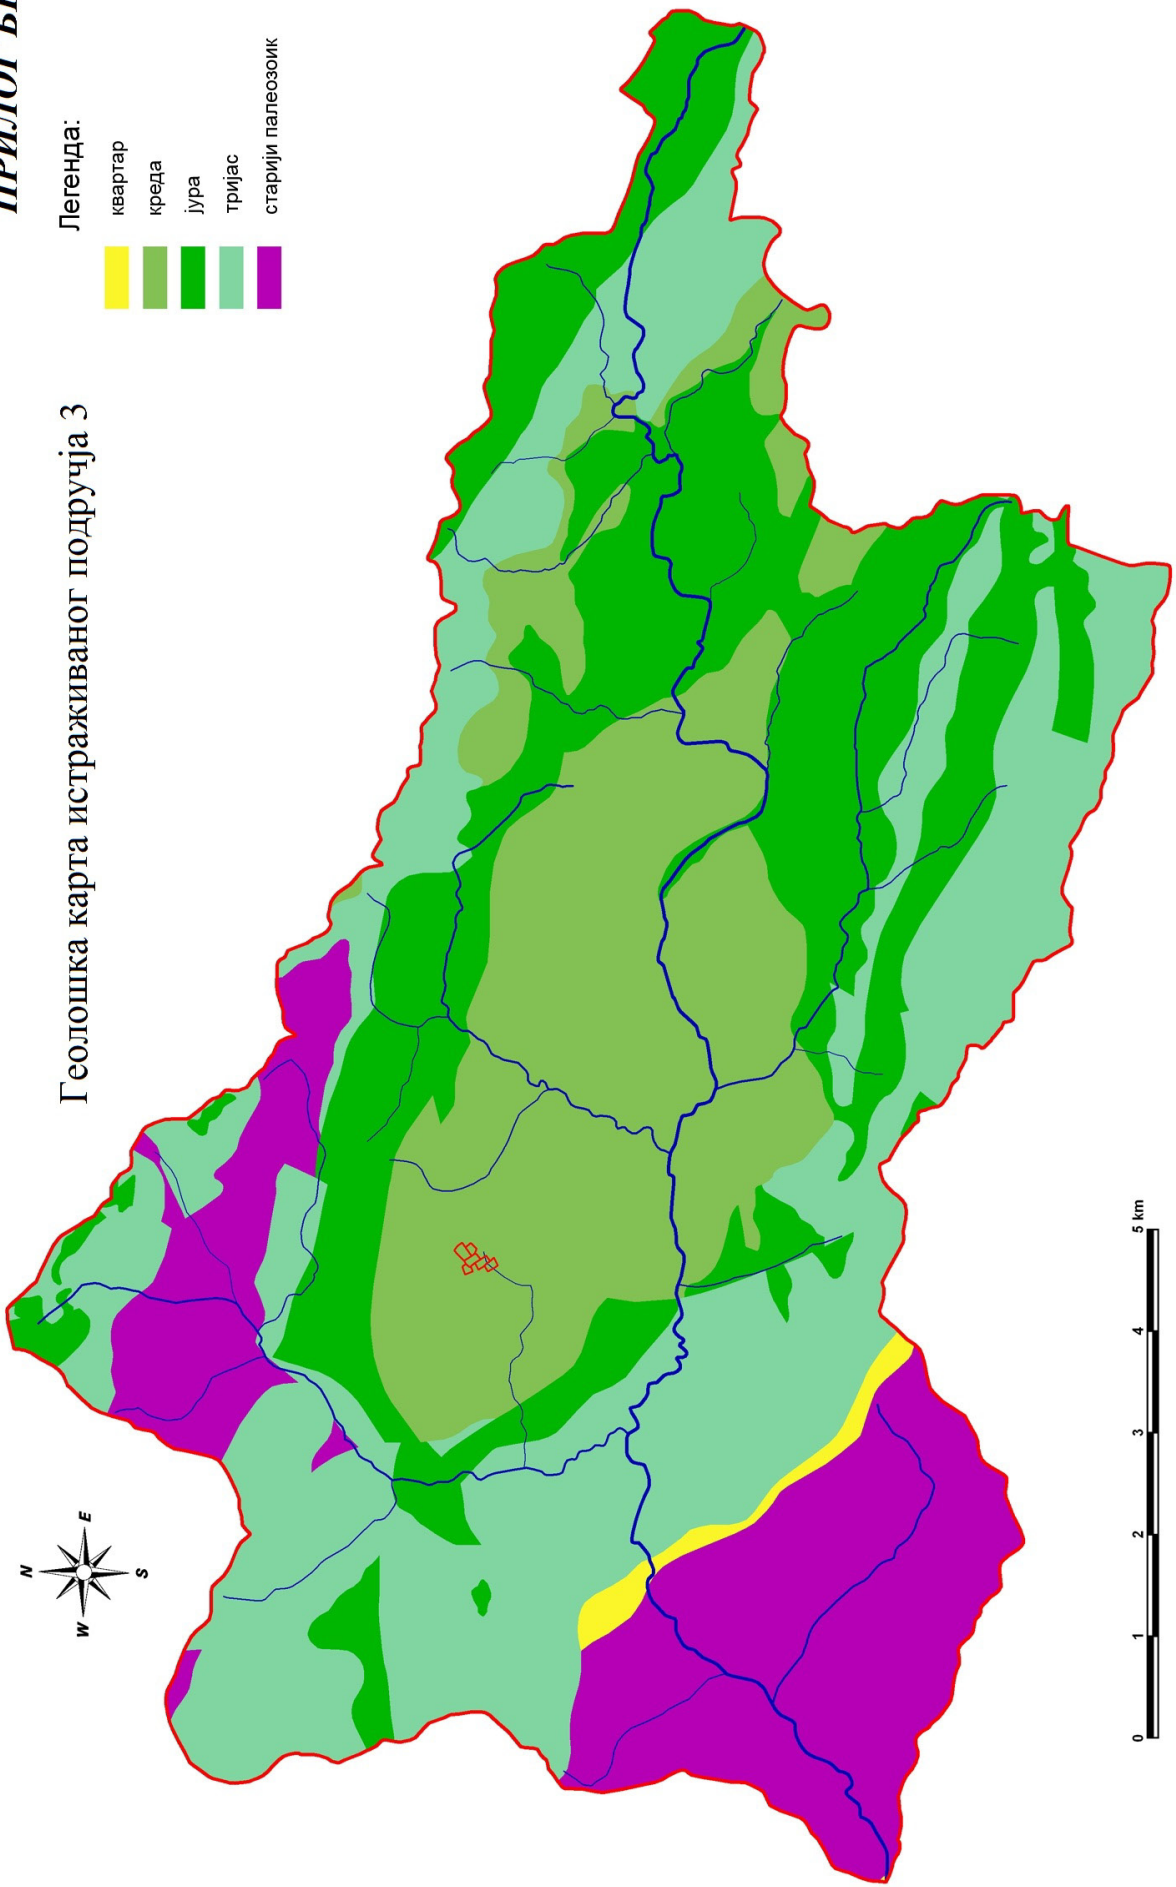 Геолошка карта истраживаног подручја 3
Легенда:
квартар
креда
јура
тријас
старији палеозоик
N
W
E
S
0 1 2 3 4 5 km